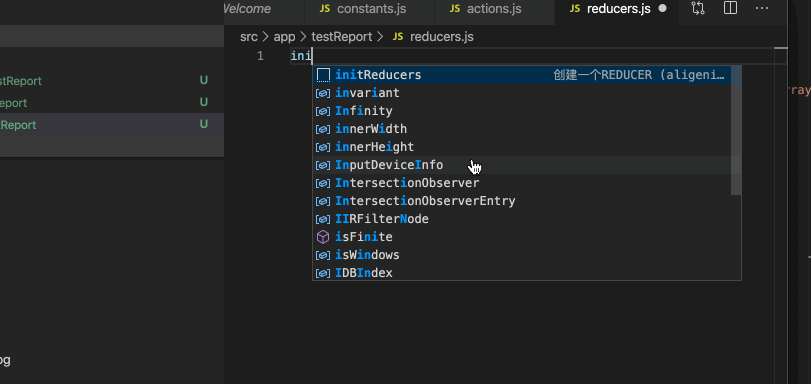 Welcome JS constants.js JS actions.js JS reducers.js
src > app > testReport > JS reducers.js
1 ini
stReport U
eport U
tReport U
initReducers 创建一个REDUCER (aligeni…
invariant
Infinity
innerWidth
innerHeight
InputDeviceInfo
IntersectionObserver
IntersectionObserverEntry
IIRFilterNode
isFinite
isWindows
IDBIndex
rray
og